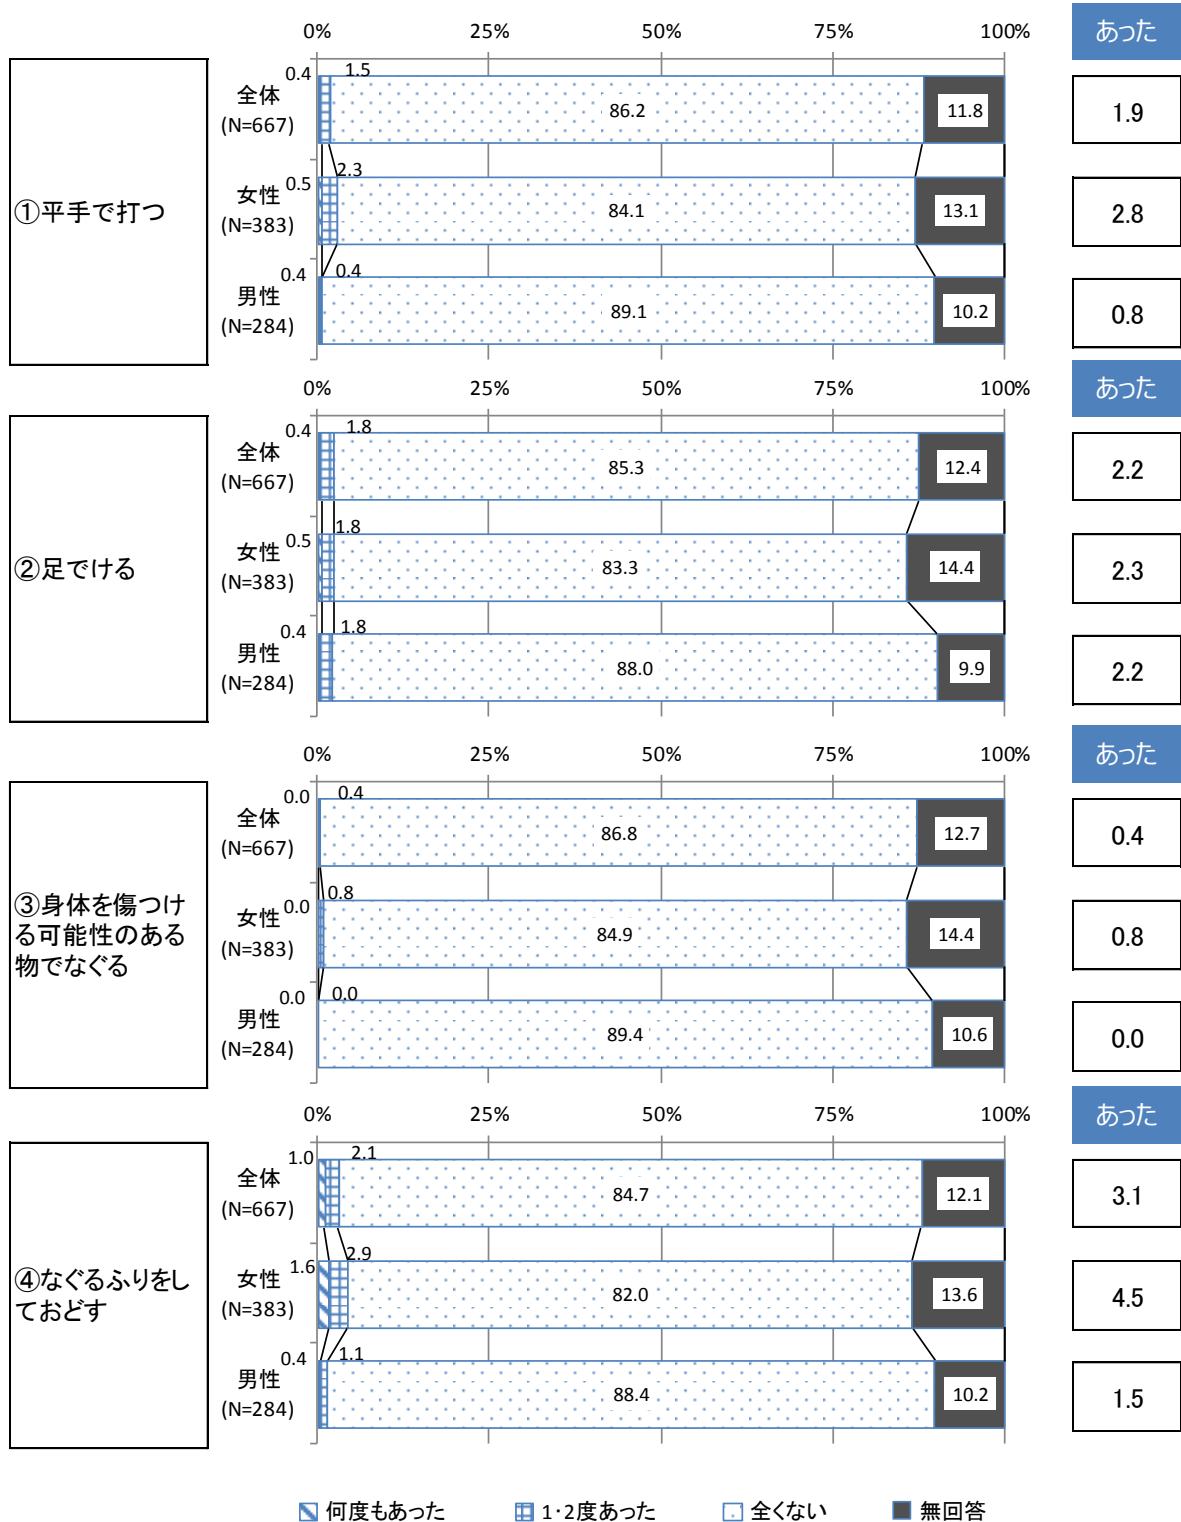 0% 25% 50% 75% 100% あった
①平手で打つ
全体 (N=667) 0.4 1.5 86.2 11.8 1.9
女性 (N=383) 0.5 2.3 84.1 13.1 2.8
男性 (N=284) 0.4 0.4 89.1 10.2 0.8
0% 25% 50% 75% 100% あった
②足でける
全体 (N=667) 0.4 1.8 85.3 12.4 2.2
女性 (N=383) 0.5 1.8 83.3 14.4 2.3
男性 (N=284) 0.4 1.8 88.0 9.9 2.2
0% 25% 50% 75% 100% あった
③身体を傷つけ
る可能性のある
物でなぐる
全体 (N=667) 0.0 0.4 86.8 12.7 0.4
女性 (N=383) 0.0 0.8 84.9 14.4 0.8
男性 (N=284) 0.0 0.0 89.4 10.6 0.0
0% 25% 50% 75% 100% あった
④なぐるふりをし
ておどす
全体 (N=667) 1.0 2.1 84.7 12.1 3.1
女性 (N=383) 1.6 2.9 82.0 13.6 4.5
男性 (N=284) 0.4 1.1 88.4 10.2 1.5
何度もあった 1・2度あった 全くない 無回答